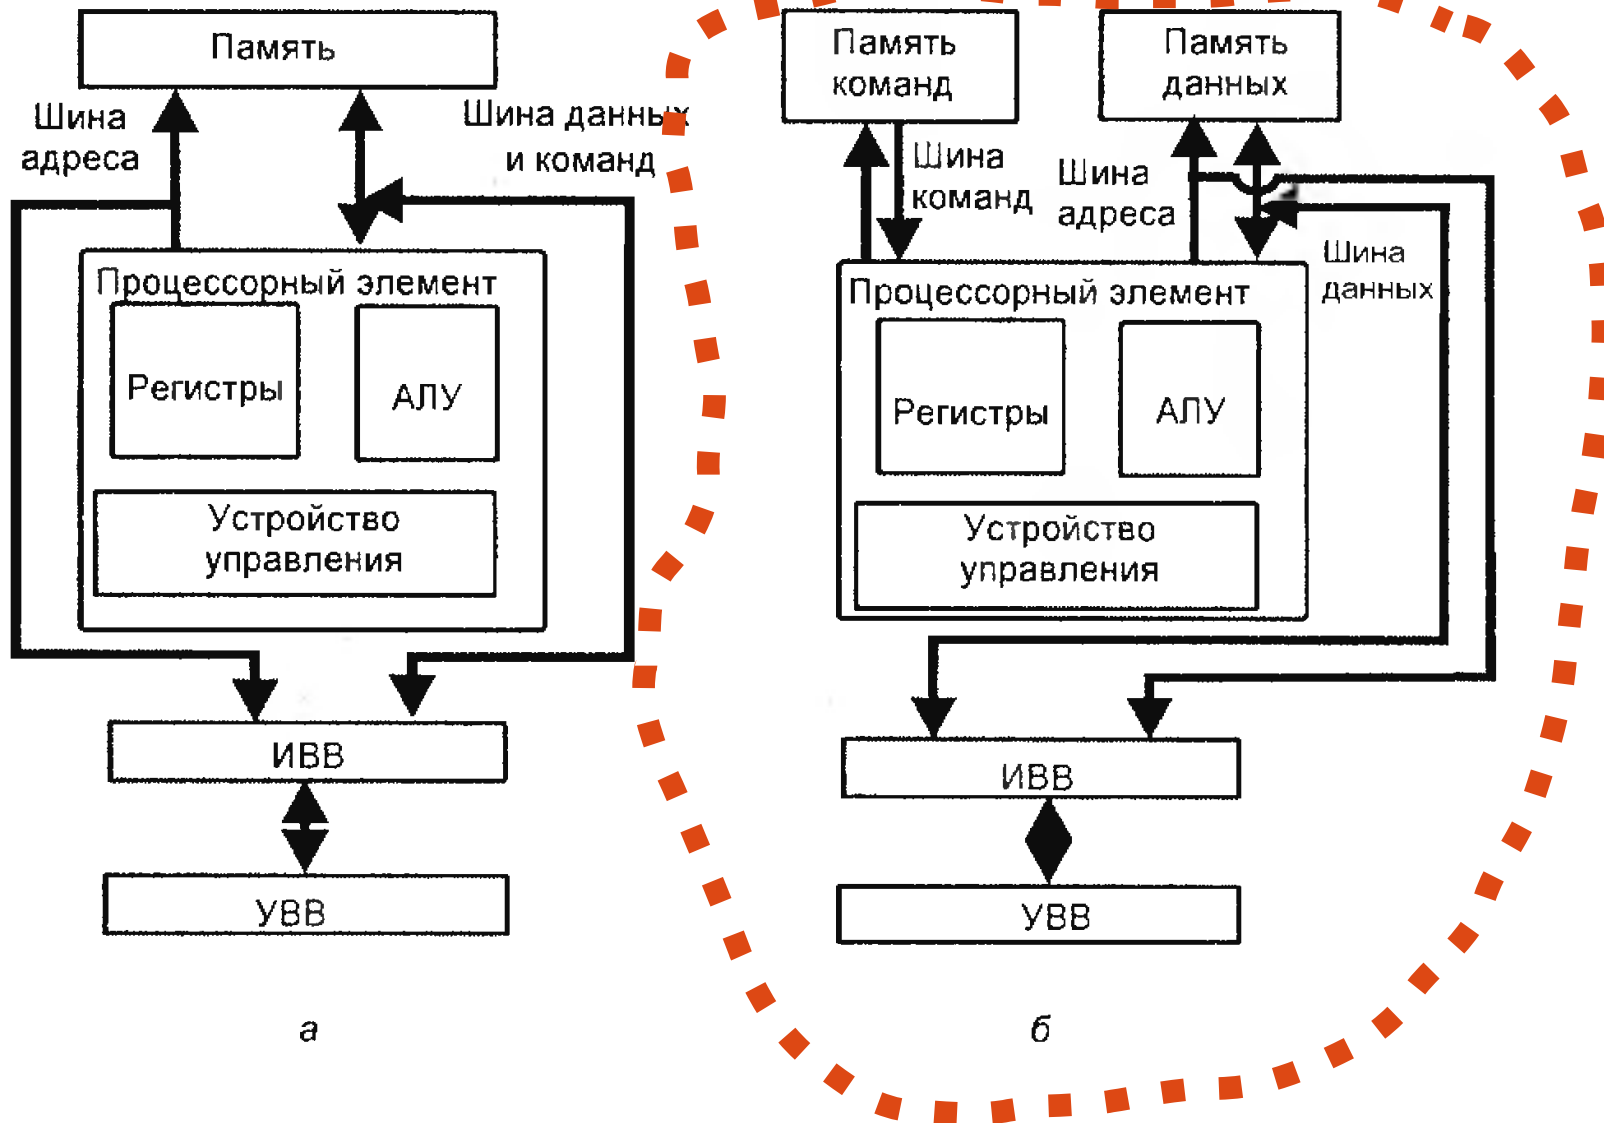 Память
Шина
адреса
Шина данных
и команд
Процессорный элемент
Регистры
АЛУ
Устройство
управления
ИВВ
УВВ
а
Память
команд
Память
данных
Шина
команд
Шина
адреса
Шина
данных
Процессорный элемент
Регистры
АЛУ
Устройство
управления
ИВВ
УВВ
б